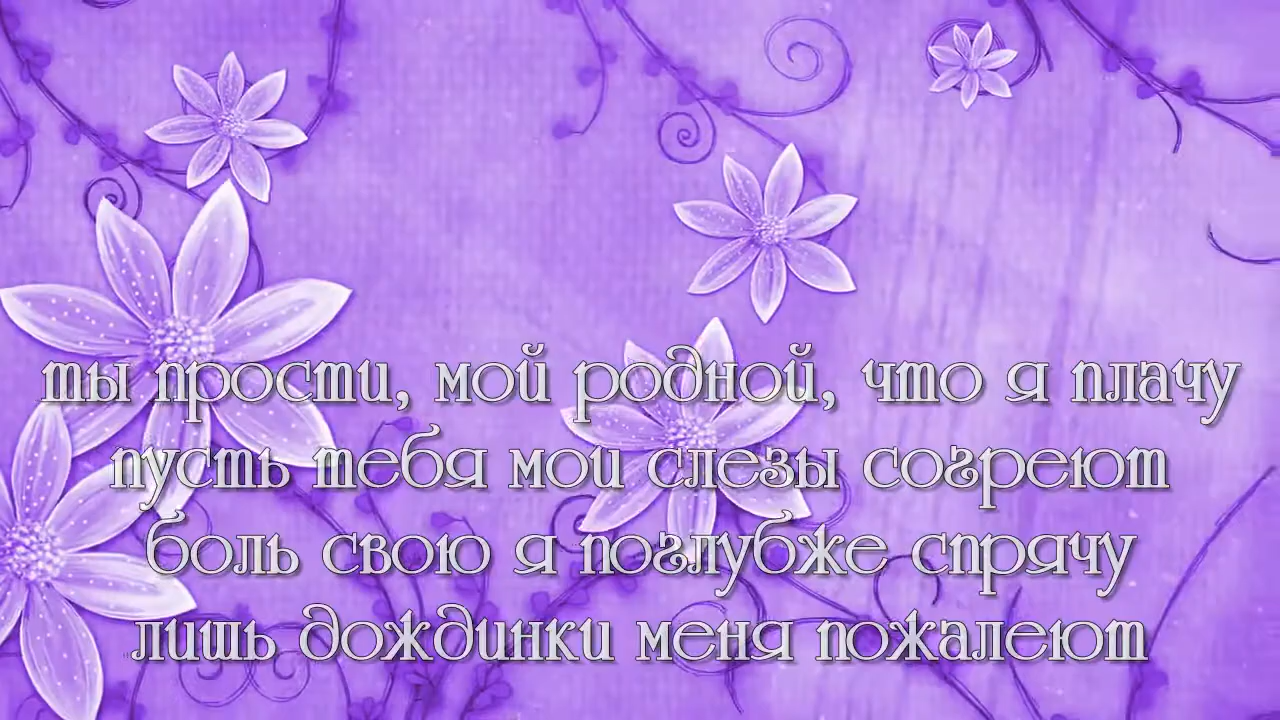 ты прости, мой родной, что я плачу
пусть тебя мои слезы согреют
боль свою я поглубже спрячу
лишь дождинки меня пожалеют